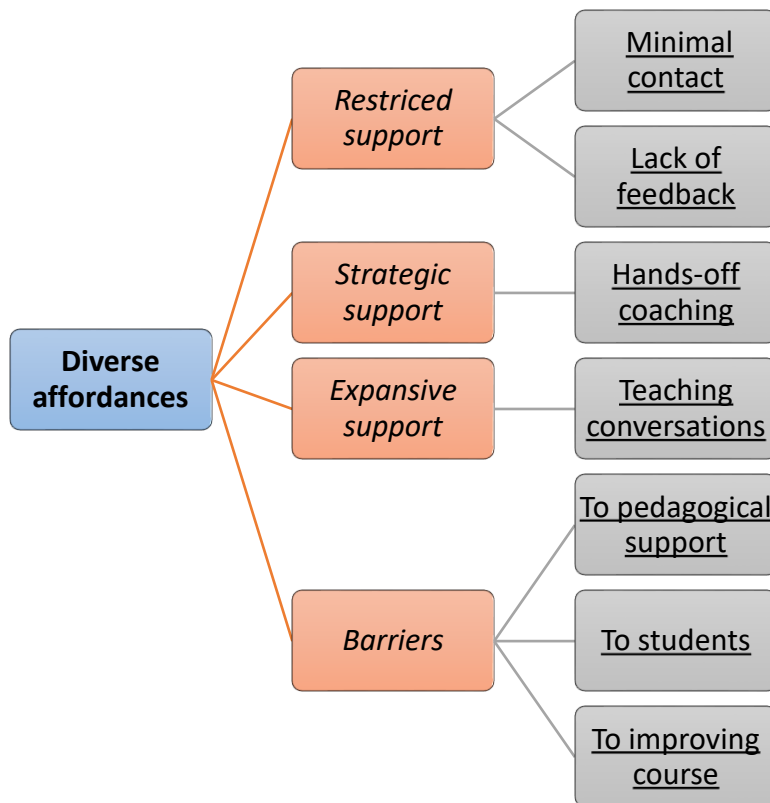 Diverse
affordances
Restriced
support
Minimal
contact
Lack of
feedback
Strategic
support
Hands-off
coaching
Expansive
support
Teaching
conversations
Barriers
To pedagogical
support
To students
To improving
course